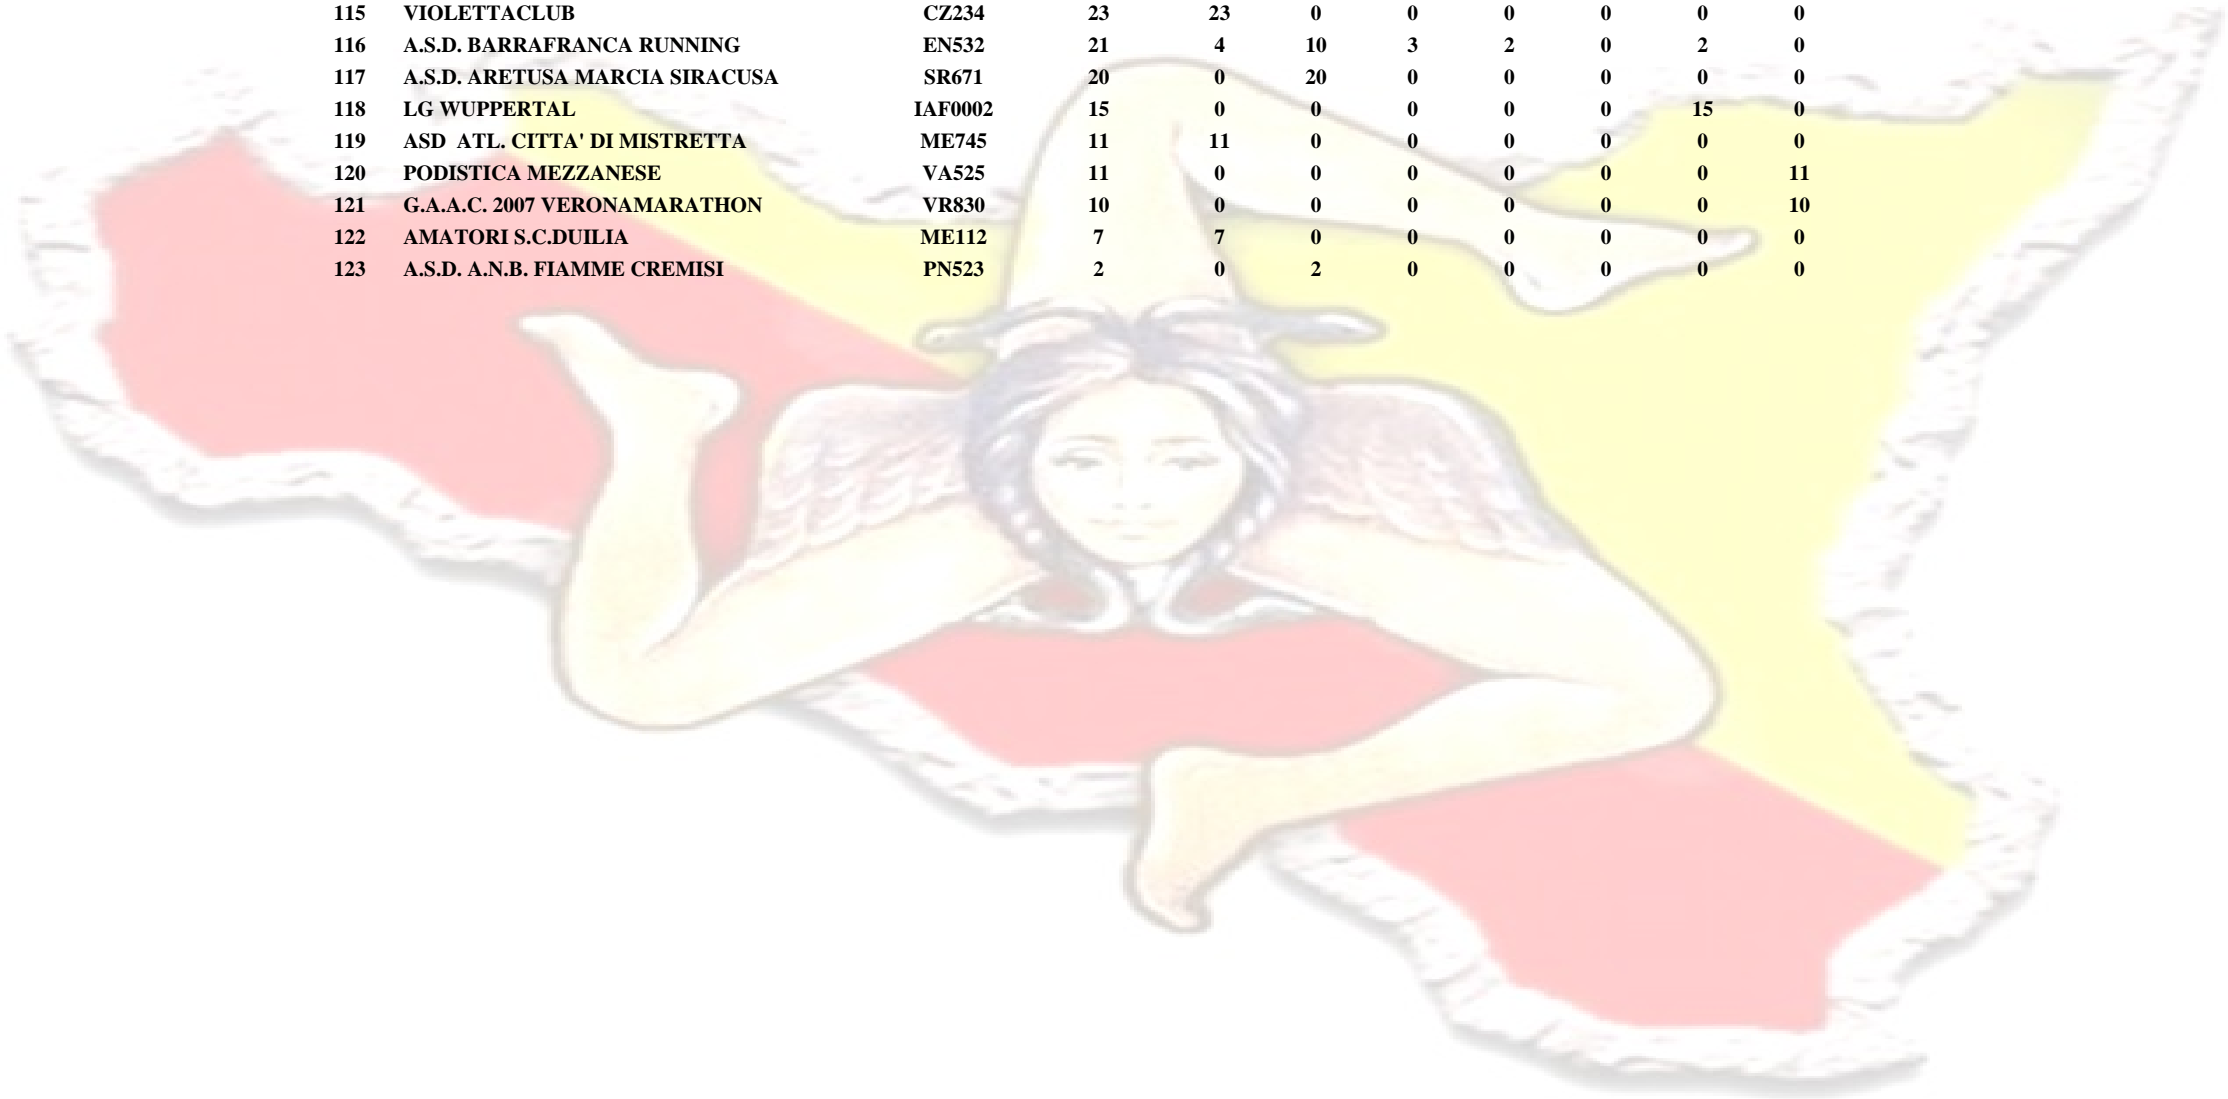 115 VIOLETTACLUB CZ234 23 23 0 0 0 0 0 0
116 A.S.D. BARRAFRANCA RUNNING EN532 21 4 10 3 2 0 2 0
117 A.S.D. ARETUSA MARCIA SIRACUSA SR671 20 0 20 0 0 0 0 0
118 LG WUPPERTAL IAF0002 15 0 0 0 0 0 15 0
119 ASD ATL. CITTA' DI MISTRETTA ME745 11 11 0 0 0 0 0 0
120 PODISTICA MEZZANESE VA525 11 0 0 0 0 0 0 11
121 G.A.A.C. 2007 VERONAMARATHON VR830 10 0 0 0 0 0 0 10
122 AMATORI S.C.DUILIA ME112 7 7 0 0 0 0 0 0
123 A.S.D. A.N.B. FIAMME CREMISI PN523 2 0 2 0 0 0 0 0